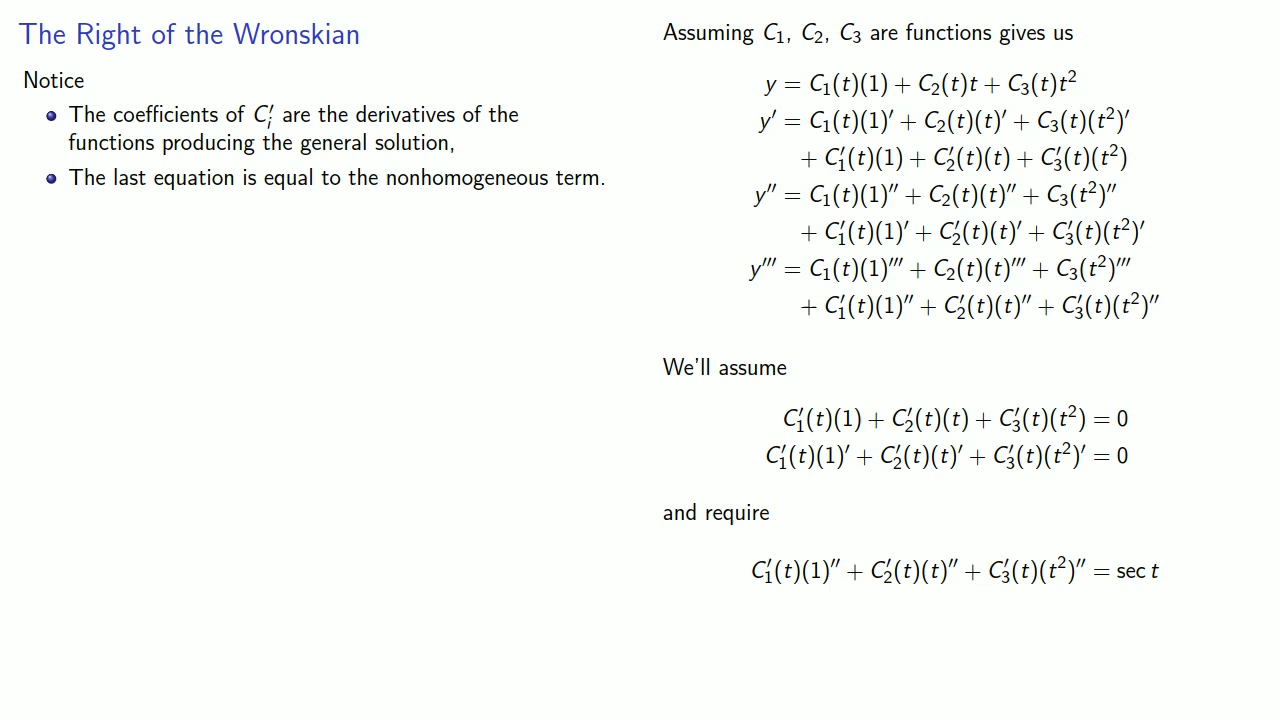 The Right of the Wronskian
Notice
The coefficients of C′ᵢ are the derivatives of the
functions producing the general solution,
The last equation is equal to the nonhomogeneous term.
Assuming C₁, C₂, C₃ are functions gives us
y = C₁(t)(1) + C₂(t)t + C₃(t)t²
y′ = C₁(t)(1)′ + C₂(t)(t)′ + C₃(t)(t²)′
+ C′₁(t)(1) + C′₂(t)(t) + C′₃(t)(t²)
y″ = C₁(t)(1)″ + C₂(t)(t)″ + C₃(t²)″
+ C′₁(t)(1)′ + C′₂(t)(t)′ + C′₃(t)(t²)′
y‴ = C₁(t)(1)‴ + C₂(t)(t)‴ + C₃(t²)‴
+ C′₁(t)(1)″ + C′₂(t)(t)″ + C′₃(t)(t²)″
We'll assume
C′₁(t)(1) + C′₂(t)(t) + C′₃(t)(t²) = 0
C′₁(t)(1)′ + C′₂(t)(t)′ + C′₃(t)(t²)′ = 0
and require
C′₁(t)(1)″ + C′₂(t)(t)″ + C′₃(t)(t²)″ = sec t